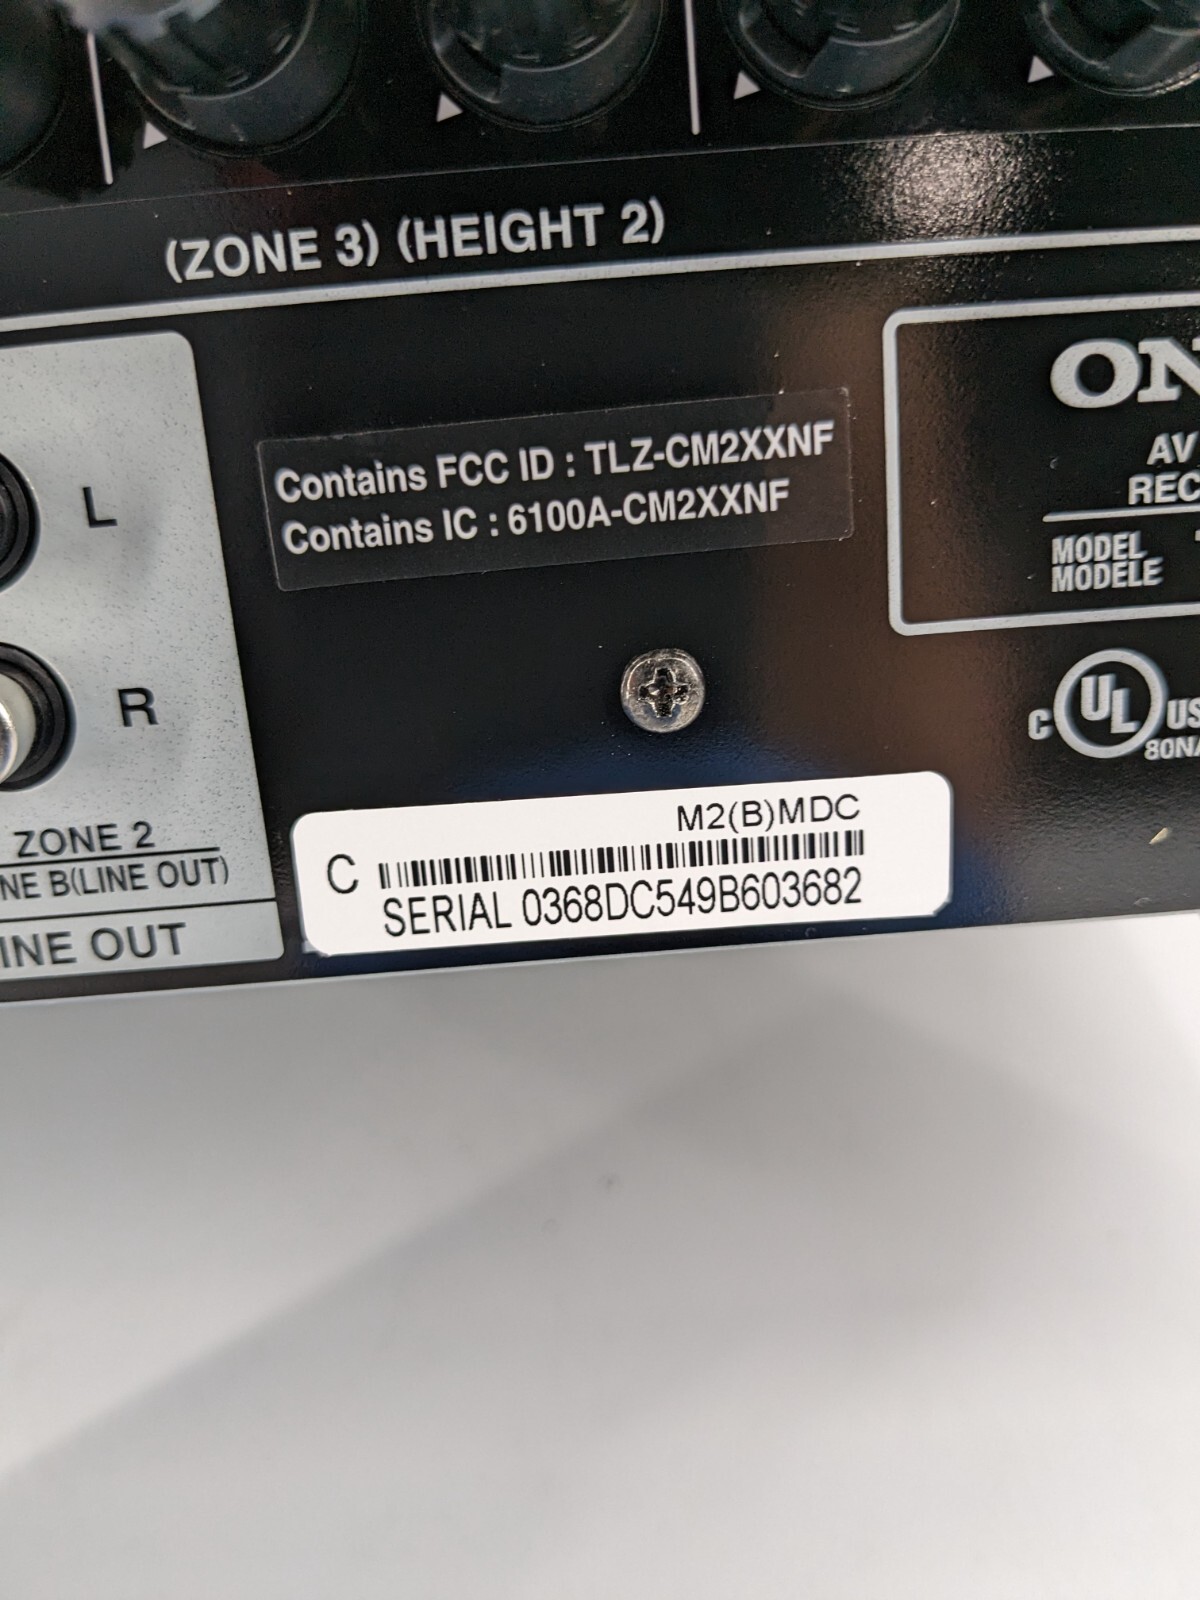 (ZONE 3) (HEIGHT 2)
L
R
ZONE 2
NE B(LINE OUT)
INE OUT
Contains FCC ID : TLZ-CM2XXNF
Contains IC : 6100A-CM2XXNF
ON
AV
REC
MODEL
MODELE
C UL US
80NA
M2(B)MDC
C
SERIAL 0368DC549B603682